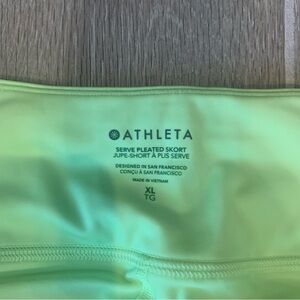 ATHLETA
SERVE PLEATED SKORT
JUPE-SHORT À PLIS SERVE
DESIGNED IN SAN FRANCISCO
CONÇU À SAN FRANCISCO
MADE IN VIETNAM
XL
TG